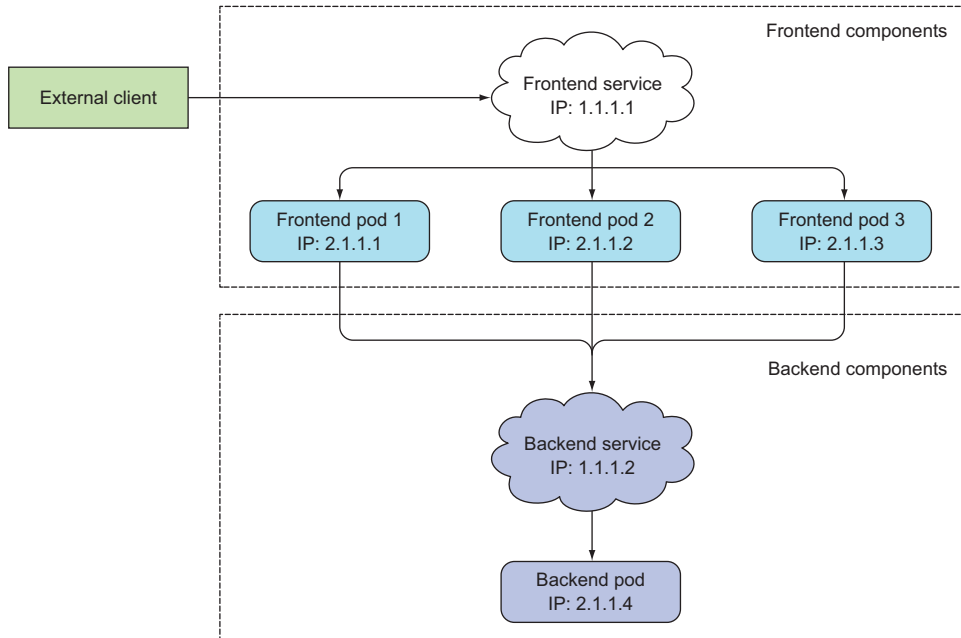 Frontend components
External client
Frontend service
IP: 1.1.1.1
Frontend pod 1
IP: 2.1.1.1
Frontend pod 2
IP: 2.1.1.2
Frontend pod 3
IP: 2.1.1.3
Backend components
Backend service
IP: 1.1.1.2
Backend pod
IP: 2.1.1.4